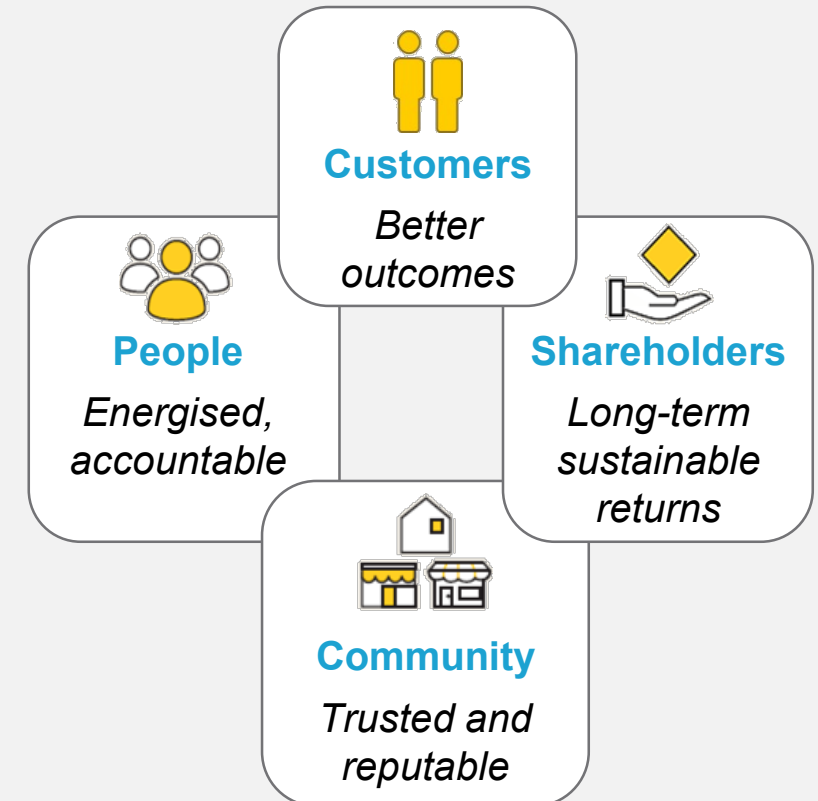 Customers
Better
outcomes
People
Energised,
accountable
Shareholders
Long-term
sustainable
returns
Community
Trusted and
reputable